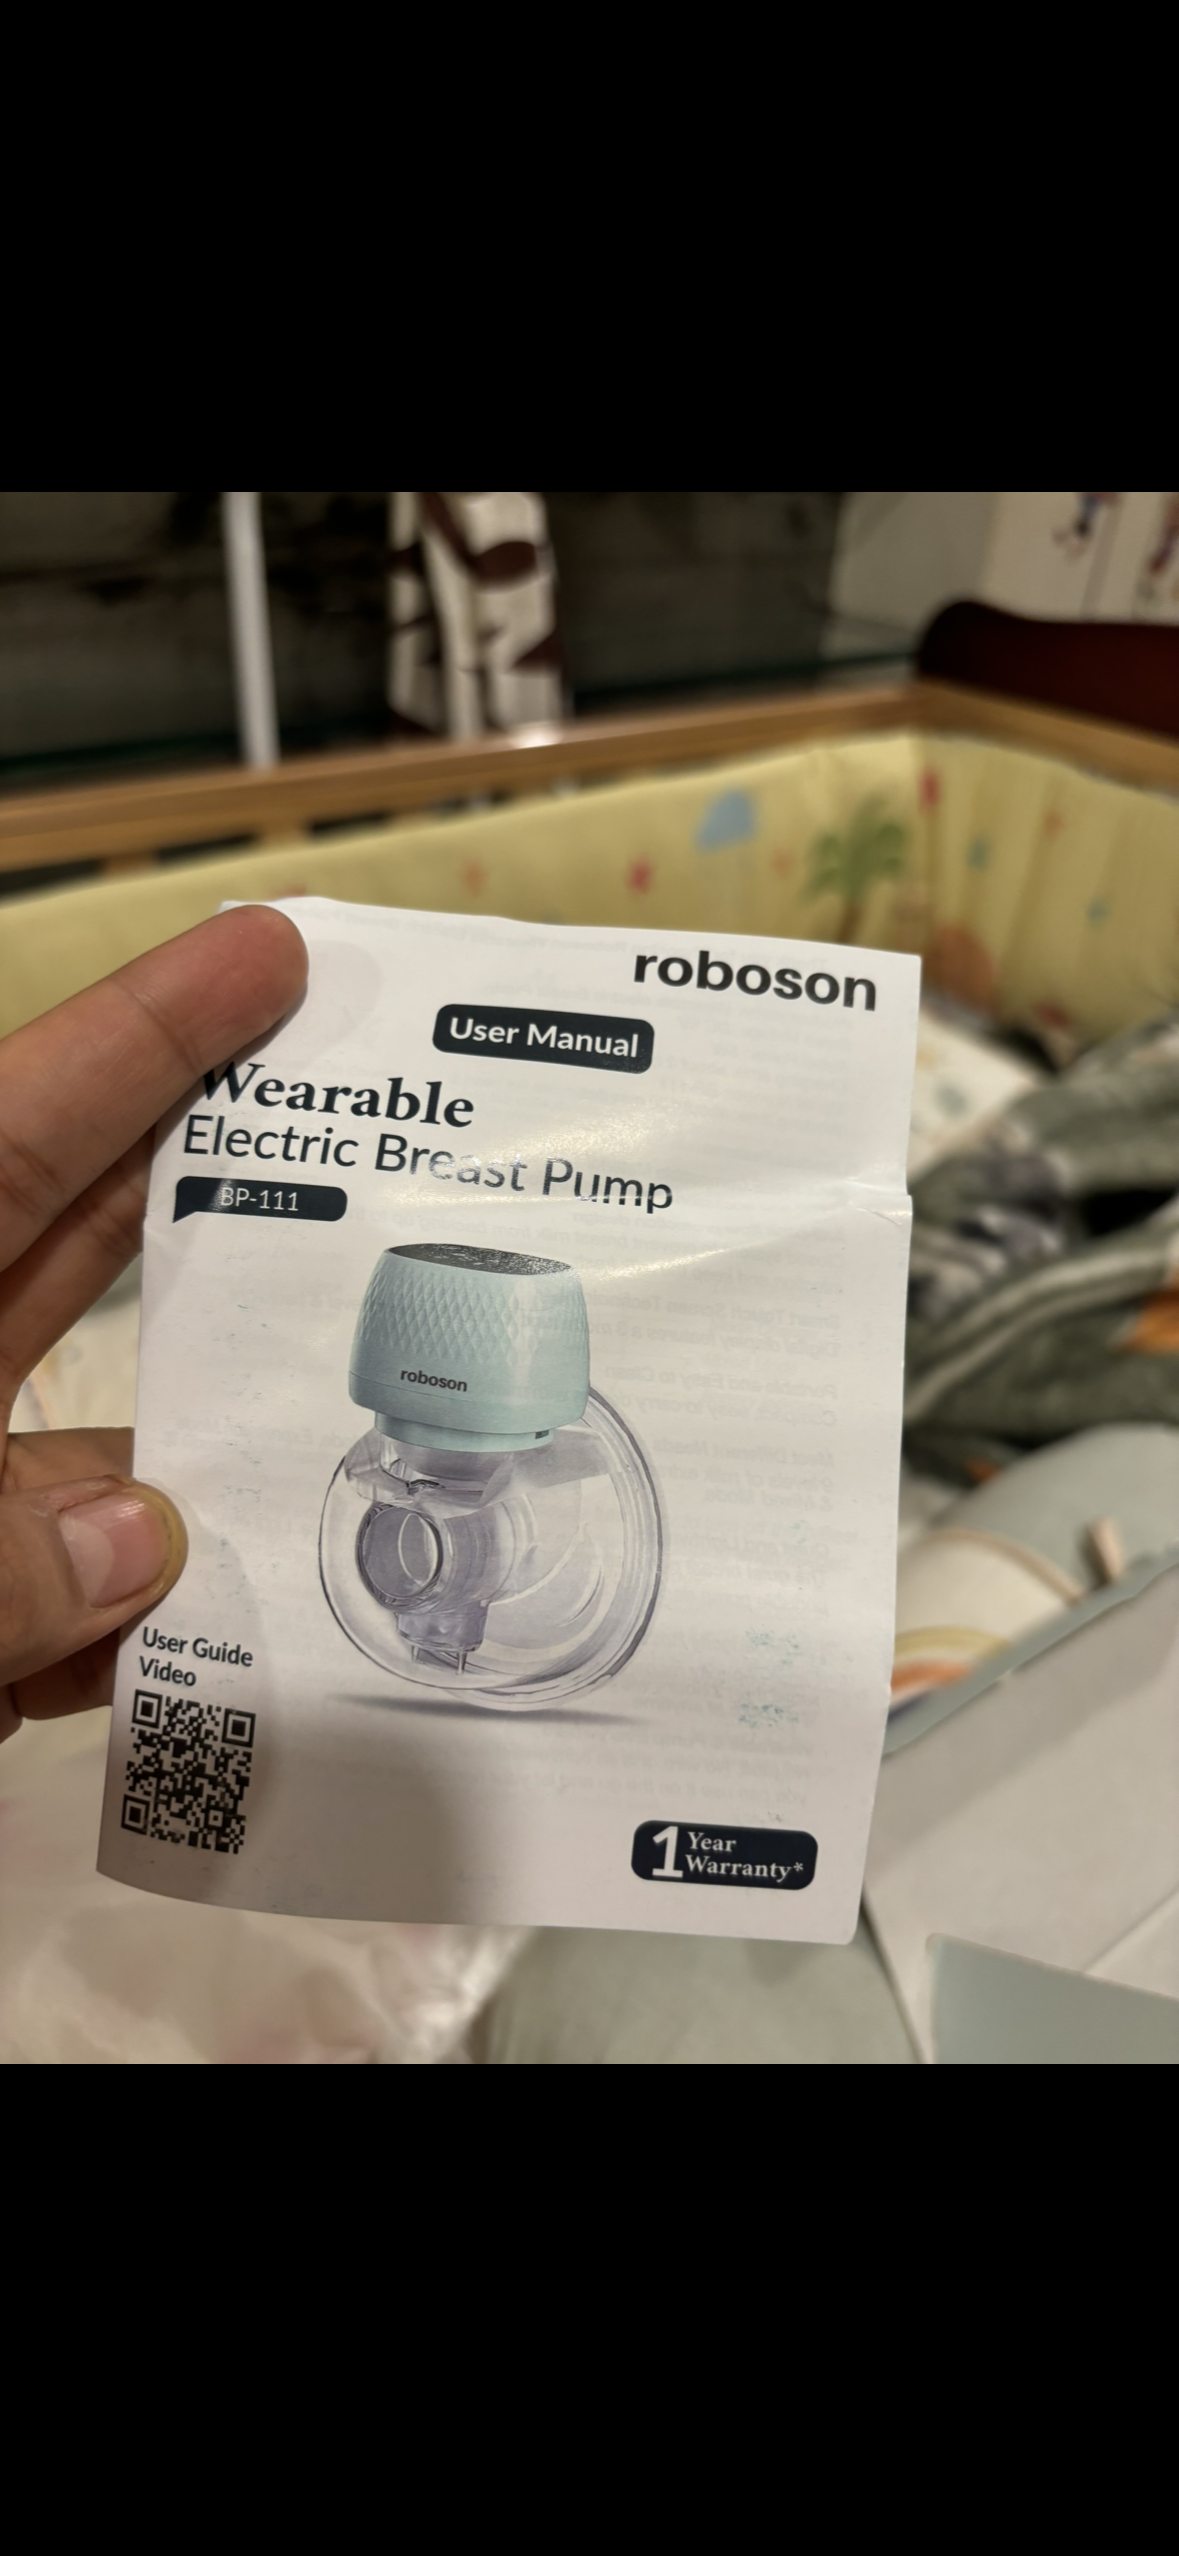 roboson
User Manual
Wearable
Electric Breast Pump
BP-111
roboson
User Guide
Video
1 Year
Warranty*